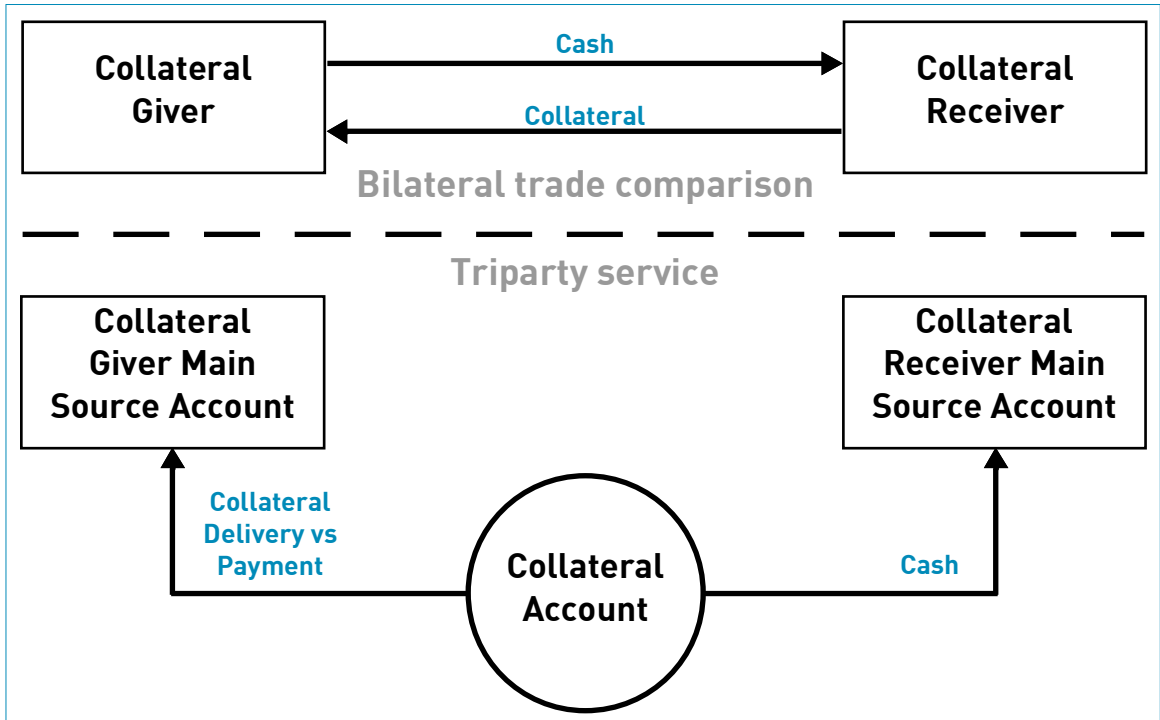 Collateral
Giver
Cash
Collateral
Collateral
Receiver
Bilateral trade comparison
Triparty service
Collateral
Giver Main
Source Account
Collateral
Receiver Main
Source Account
Collateral
Delivery vs
Payment
Collateral
Account
Cash